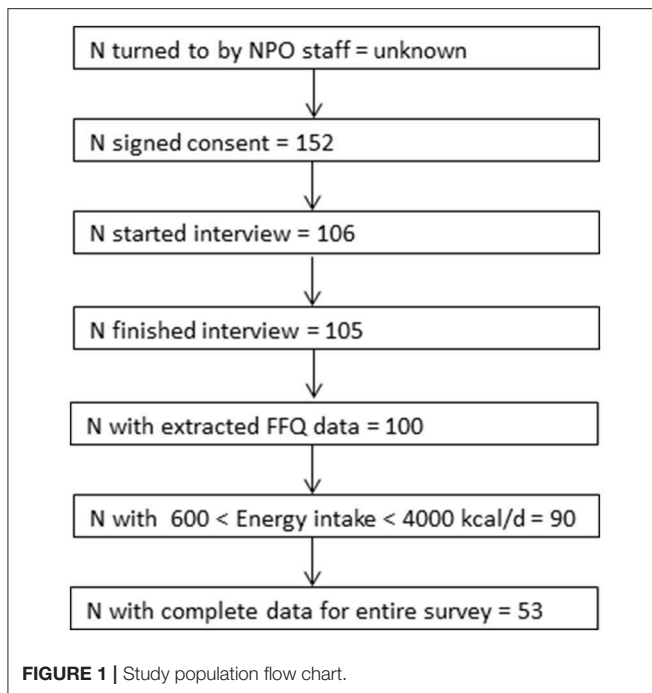 N turned to by NPO staff = unknown
N signed consent = 152
N started interview = 106
N finished interview = 105
N with extracted FFQ data = 100
N with 600 < Energy intake < 4000 kcal/d = 90
N with complete data for entire survey = 53
FIGURE 1 | Study population flow chart.